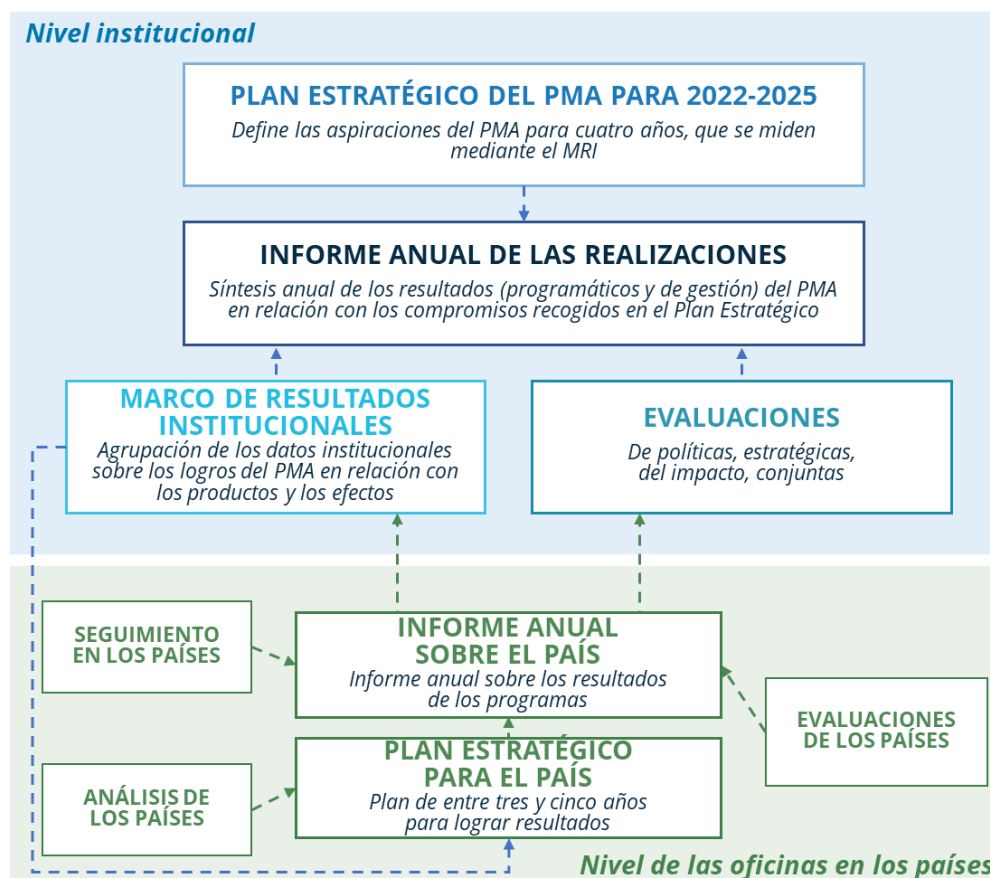 Nivel institucional
PLAN ESTRATÉGICO DEL PMA PARA 2022-2025
Define las aspiraciones del PMA para cuatro años, que se miden
mediante el MRI
INFORME ANUAL DE LAS REALIZACIONES
Síntesis anual de los resultados (programáticos y de gestión) del PMA
en relación con los compromisos recogidos en el Plan Estratégico
MARCO DE RESULTADOS
INSTITUCIONALES
Agrupación de los datos institucionales
sobre los logros del PMA en relación con
los productos y los efectos
EVALUACIONES
De políticas, estratégicas,
del impacto, conjuntas
SEGUIMIENTO
EN LOS PAÍSES
INFORME ANUAL
SOBRE EL PAÍS
Informe anual sobre los resultados
de los programas
EVALUACIONES
DE LOS PAÍSES
ANÁLISIS DE
LOS PAÍSES
PLAN ESTRATÉGICO
PARA EL PAÍS
Plan de entre tres y cinco años
para lograr resultados
Nivel de las oficinas en los países